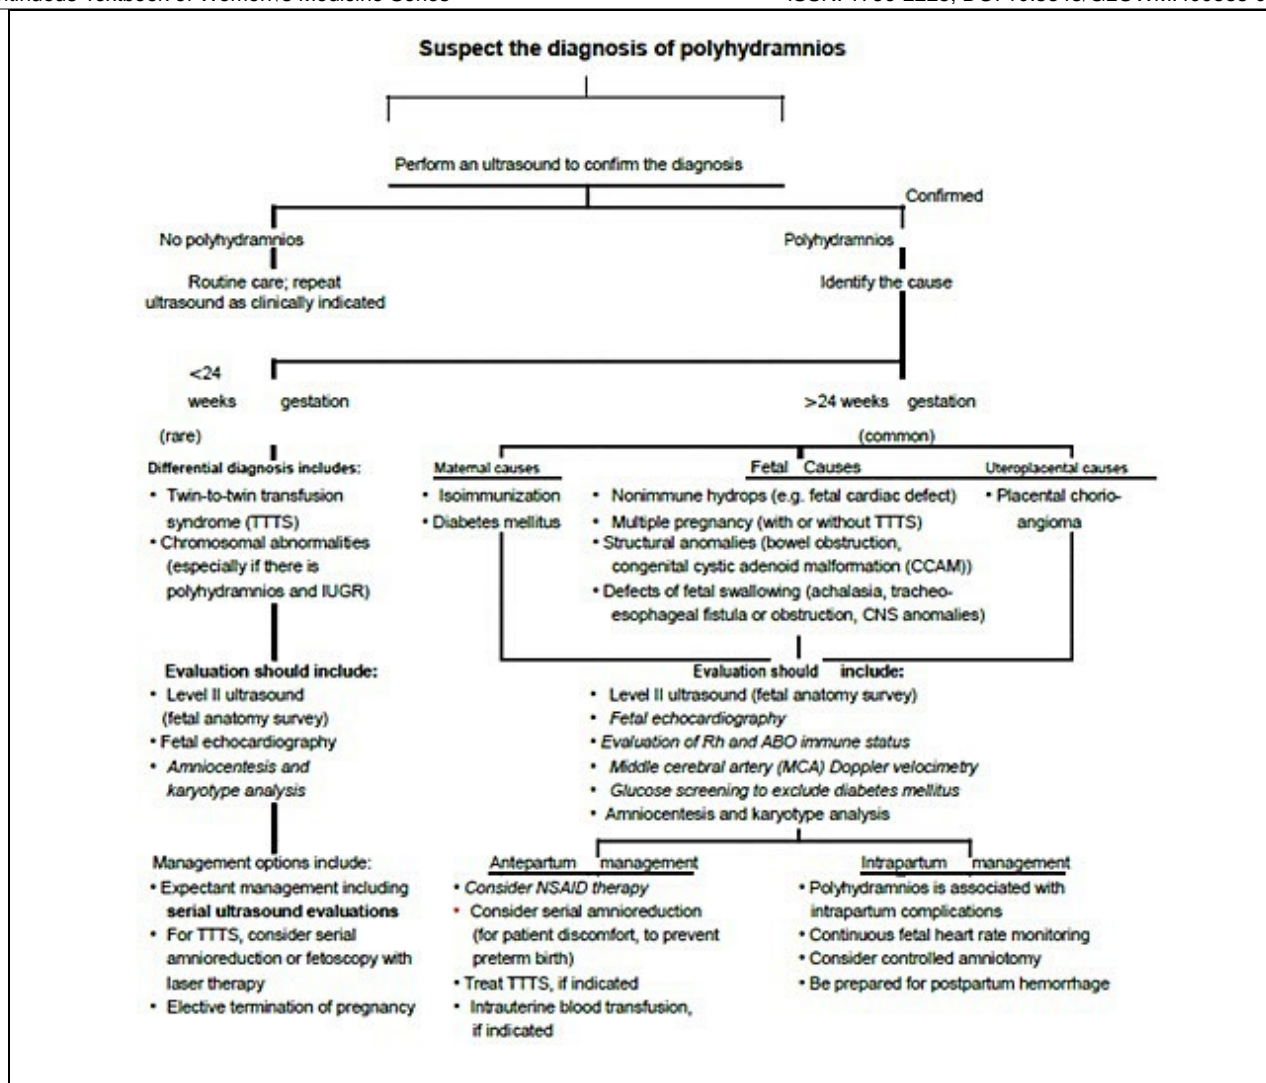 Suspect the diagnosis of polyhydramnios
Perform an ultrasound to confirm the diagnosis
Confirmed
No polyhydramnios
Polyhydramnios
Routine care; repeat
ultrasound as clinically indicated
Identify the cause
<24
weeks gestation
>24 weeks gestation
(rare)
(common)
Differential diagnosis includes:
• Twin-to-twin transfusion
syndrome (TTTS)
• Chromosomal abnormalities
(especially if there is
polyhydramnios and IUGR)
Maternal causes
• Isoimmunization
• Diabetes mellitus
Fetal Causes
• Nonimmune hydrops (e.g. fetal cardiac defect)
• Multiple pregnancy (with or without TTTS)
• Structural anomalies (bowel obstruction,
congenital cystic adenoid malformation (CCAM))
• Defects of fetal swallowing (achalasia, tracheo-
esophageal fistula or obstruction, CNS anomalies)
Uteroplacental causes
• Placental chorio-
angioma
Evaluation should include:
• Level II ultrasound
(fetal anatomy survey)
• Fetal echocardiography
• Amniocentesis and
karyotype analysis
Evaluation should include:
• Level II ultrasound (fetal anatomy survey)
• Fetal echocardiography
• Evaluation of Rh and ABO immune status
• Middle cerebral artery (MCA) Doppler velocimetry
• Glucose screening to exclude diabetes mellitus
• Amniocentesis and karyotype analysis
Management options include:
• Expectant management including
serial ultrasound evaluations
• For TTTS, consider serial
amnioreduction or fetoscopy with
laser therapy
• Elective termination of pregnancy
Antepartum management
• Consider NSAID therapy
• Consider serial amnioreduction
(for patient discomfort, to prevent
preterm birth)
• Treat TTTS, if indicated
• Intrauterine blood transfusion,
if indicated
Intrapartum management
• Polyhydramnios is associated with
intrapartum complications
• Continuous fetal heart rate monitoring
• Consider controlled amniotomy
• Be prepared for postpartum hemorrhage